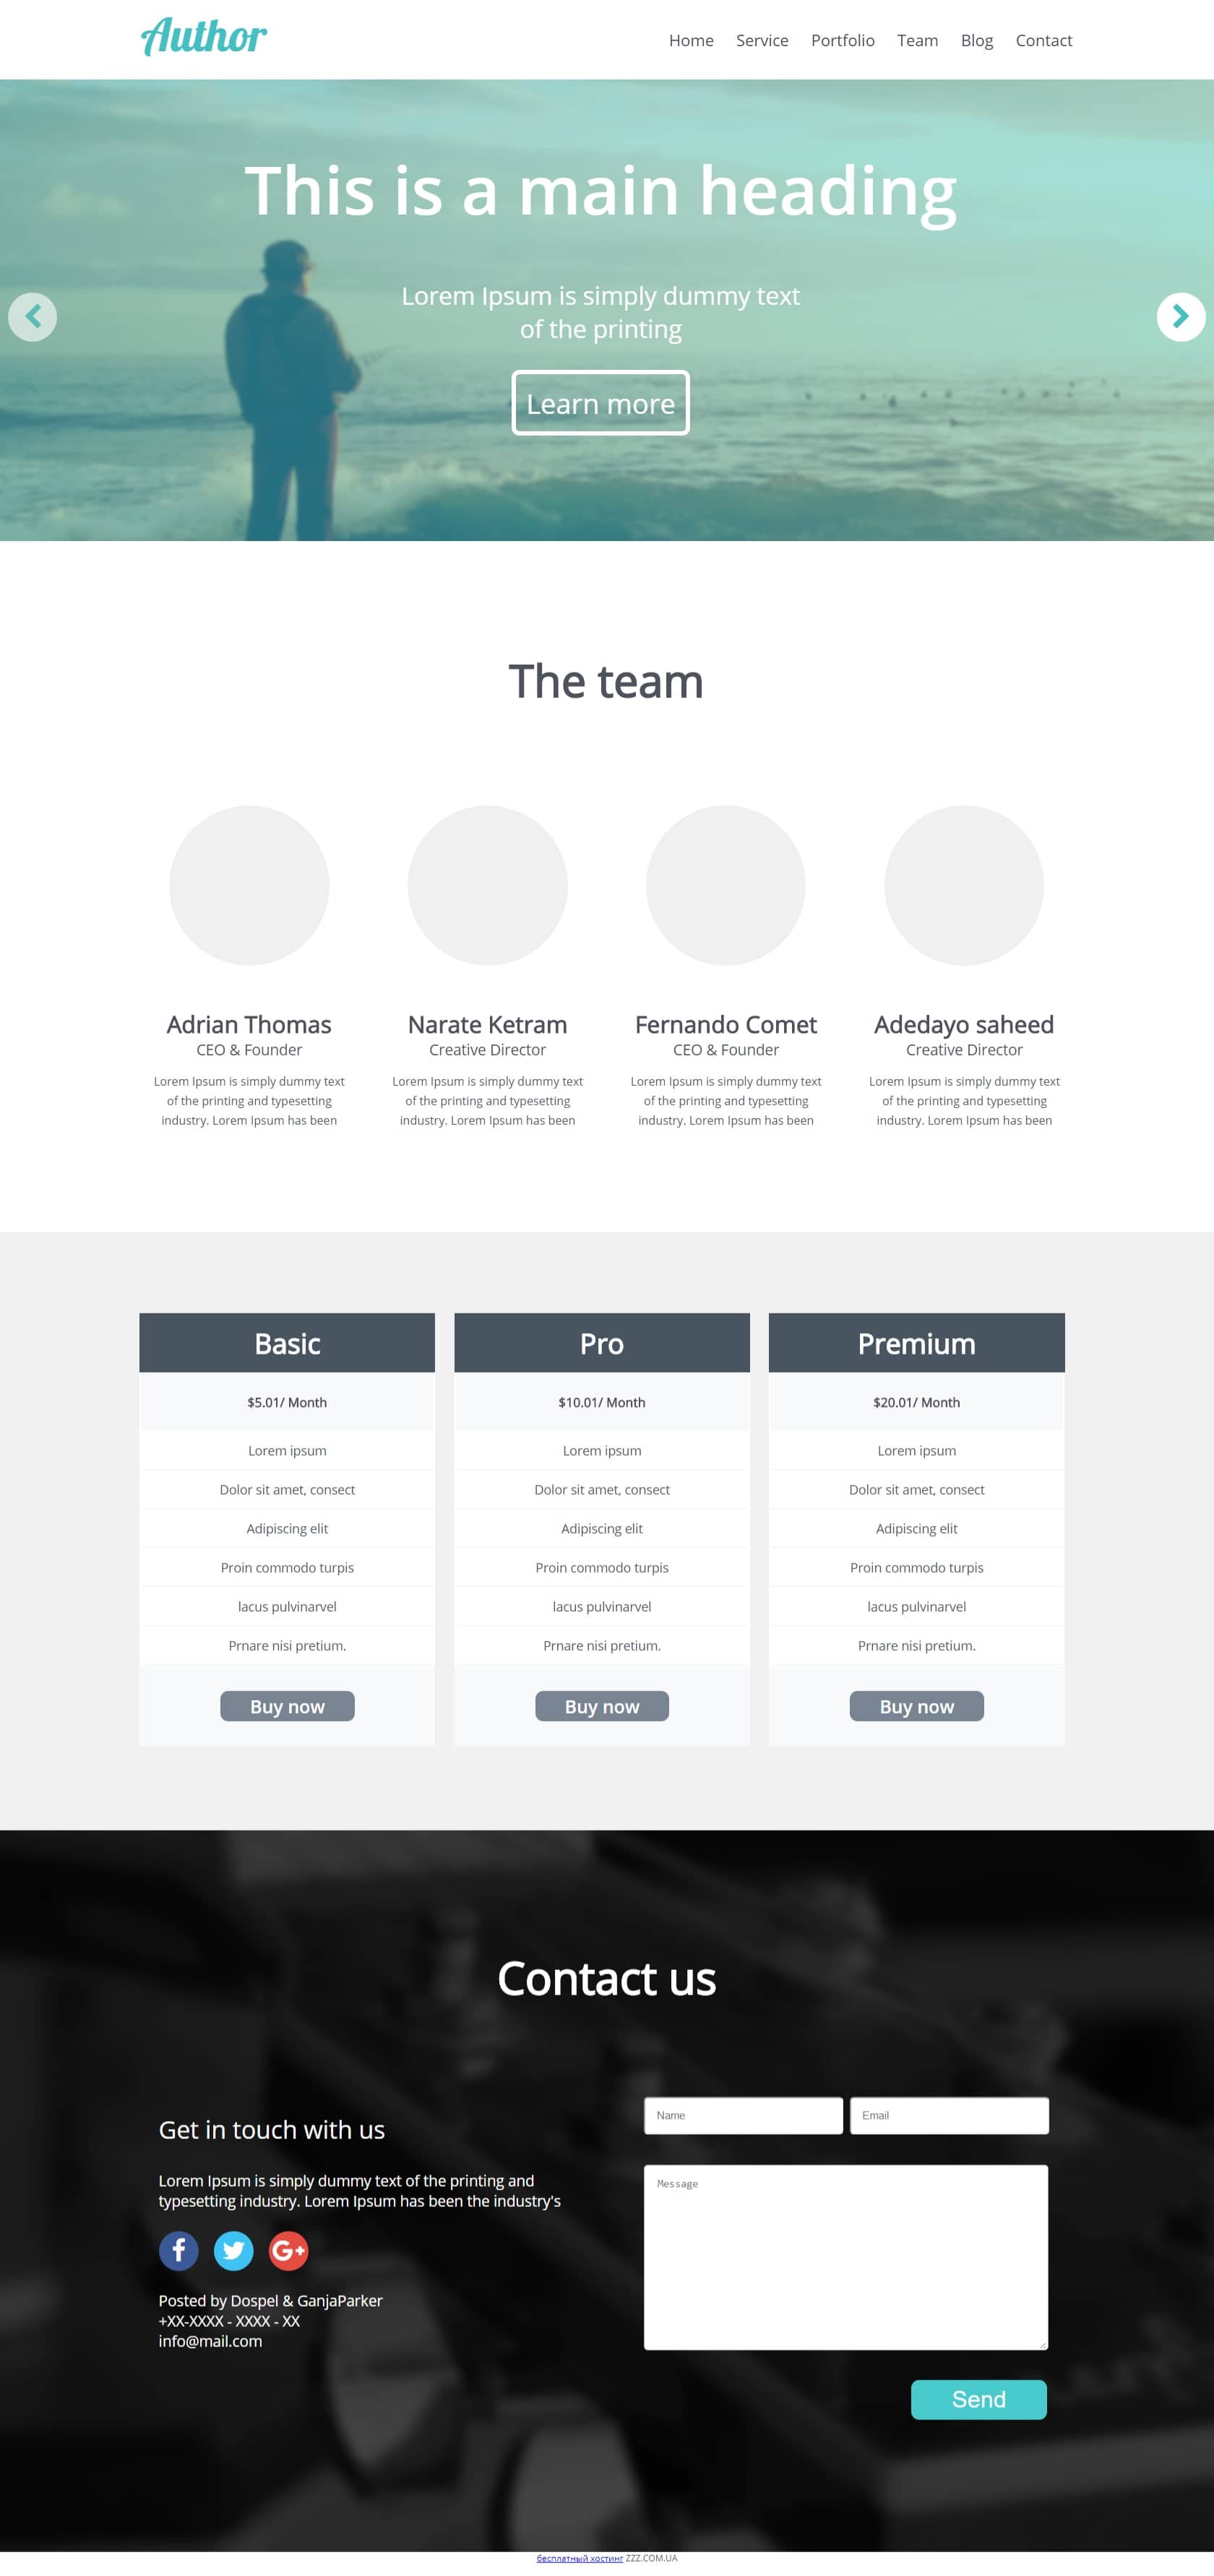 Author
Home Service Portfolio Team Blog Contact
This is a main heading
Lorem Ipsum is simply dummy text
of the printing
Learn more
The team
Adrian Thomas
CEO & Founder
Lorem Ipsum is simply dummy text
of the printing and typesetting
industry. Lorem Ipsum has been
Narate Ketram
Creative Director
Lorem Ipsum is simply dummy text
of the printing and typesetting
industry. Lorem Ipsum has been
Fernando Comet
CEO & Founder
Lorem Ipsum is simply dummy text
of the printing and typesetting
industry. Lorem Ipsum has been
Adedayo saheed
Creative Director
Lorem Ipsum is simply dummy text
of the printing and typesetting
industry. Lorem Ipsum has been
Basic
$5.01/ Month
Lorem ipsum
Dolor sit amet, consect
Adipiscing elit
Proin commodo turpis
lacus pulvinarvel
Prnare nisi pretium.
Buy now
Pro
$10.01/ Month
Lorem ipsum
Dolor sit amet, consect
Adipiscing elit
Proin commodo turpis
lacus pulvinarvel
Prnare nisi pretium.
Buy now
Premium
$20.01/ Month
Lorem ipsum
Dolor sit amet, consect
Adipiscing elit
Proin commodo turpis
lacus pulvinarvel
Prnare nisi pretium.
Buy now
Contact us
Get in touch with us
Lorem Ipsum is simply dummy text of the printing and
typesetting industry. Lorem Ipsum has been the industry's
Posted by Dospel & GanjaParker
+XX-XXXX - XXXX - XX
info@mail.com
Name
Email
Message
Send
бесплатный хостинг ZZZ.COM.UA